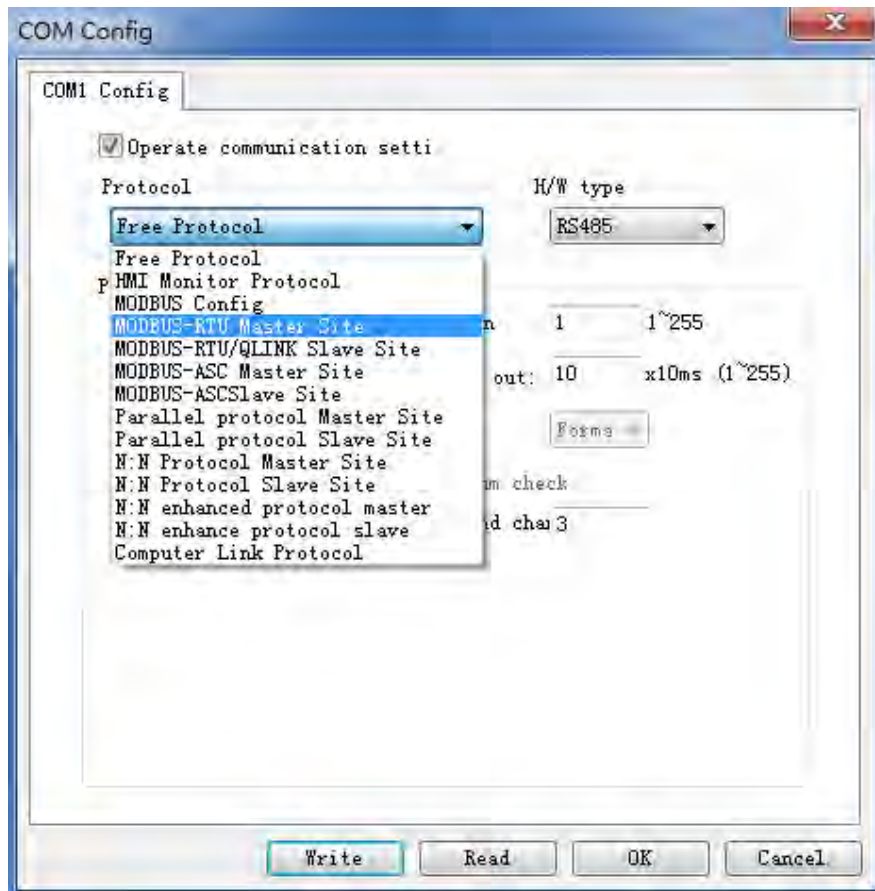 COM Config
COM1 Config
Operate communication setti
Protocol
H/W type
Free Protocol
RS485
Free Protocol
HMI Monitor Protocol
MODBUS Config
MODBUS-RTU Master Site
MODBUS-RTU/QLINK Slave Site
MODBUS-ASC Master Site
MODBUS-ASCSlave Site
Parallel protocol Master Site
Parallel protocol Slave Site
N:N Protocol Master Site
N:N Protocol Slave Site
N:N enhanced protocol master
N:N enhance protocol slave
Computer Link Protocol
P
n 1 1~255
out: 10 x10ms (1~255)
Forma
m check
d chai 3
Write Read OK Cancel